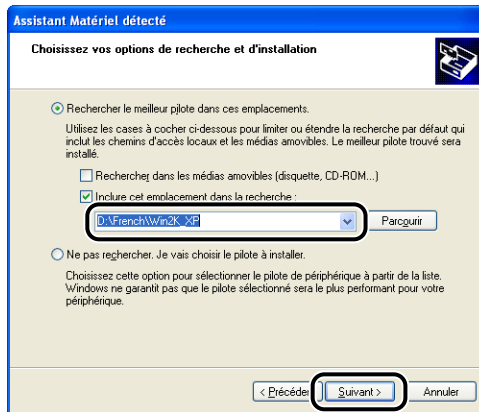 Assistant Matériel détecté
Choisissez vos options de recherche et d'installation
Rechercher le meilleur pilote dans ces emplacements.
Utilisez les cases à cocher ci-dessous pour limiter ou étendre la recherche par défaut qui
inclut les chemins d'accès locaux et les médias amovibles. Le meilleur pilote trouvé sera
installé.
Rechercher dans les médias amovibles (disquette, CD-ROM...)
Inclure cet emplacement dans la recherche :
D:\French\Win2K_XP
Parcourir
Ne pas rechercher. Je vais choisir le pilote à installer.
Choisissez cette option pour sélectionner le pilote de périphérique à partir de la liste.
Windows ne garantit pas que le pilote sélectionné sera le plus performant pour votre
périphérique.
< Précéden Suivant > Annuler